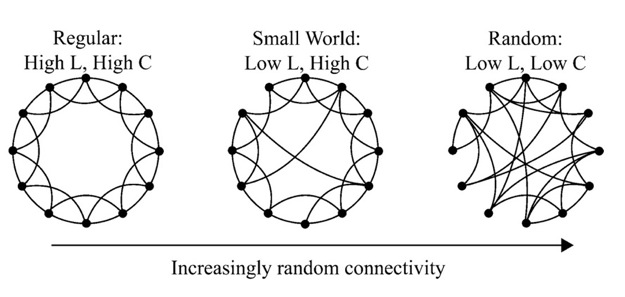 Regular:
High L, High C
Small World:
Low L, High C
Random:
Low L, Low C
Increasingly random connectivity